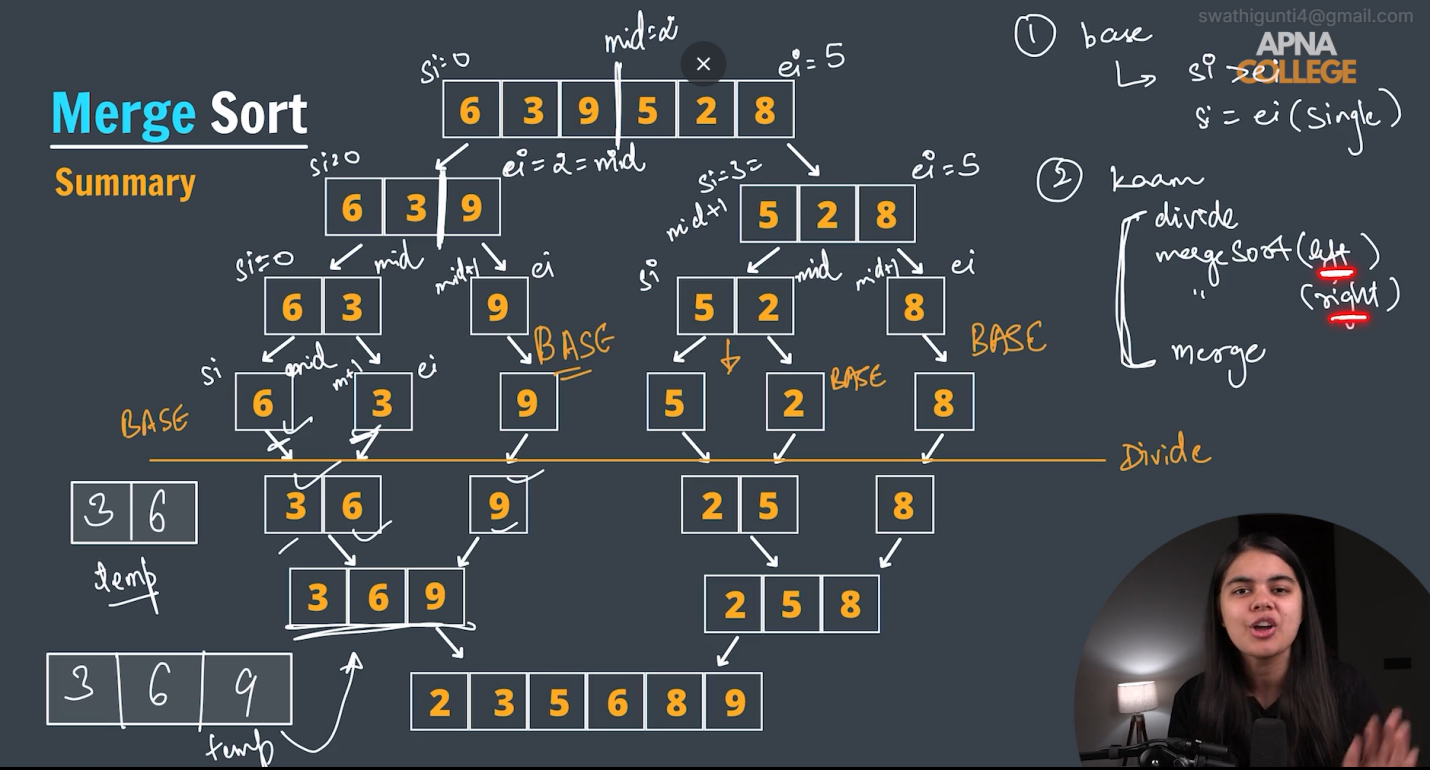 swathigunti4@gmail.com
APNA
COLLEGE
① base
↳ si > ei
si = ei (single)
② kaam
divide
mergeSort (left)
" (right)
merge
Merge Sort
Summary
mid=2
si=0
ei=5
6 3 9 5 2 8
si=0
ei=2=mid
si=3=
mid+1
ei=5
6 3 9
5 2 8
si=0
mid
mid+1
ei
si
mid
mid+1
ei
6 3
9
5 2
8
BASE
BASE
si
mid
m+1
ei
BASE
BASE
6
3
9
5
2
8
Divide
3 6
temp
3 6
9
2 5
8
3 6 9
2 5 8
3 6 9
temp
2 3 5 6 8 9